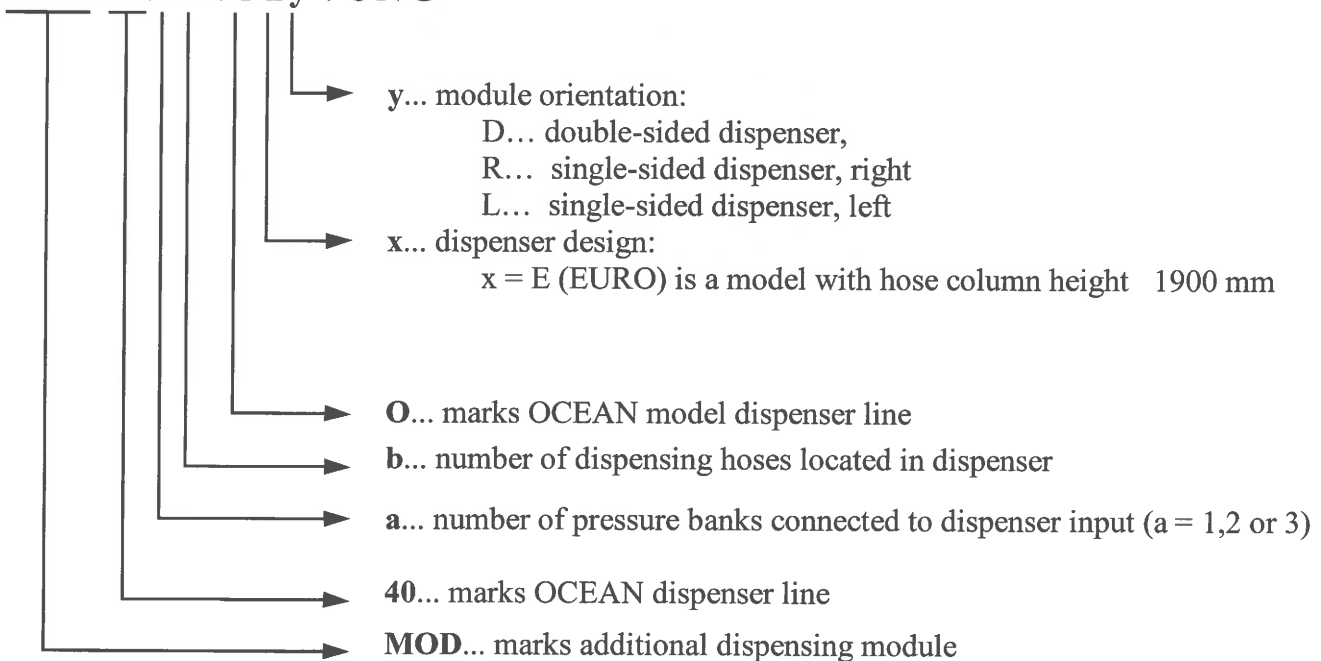 y... module orientation:
D... double-sided dispenser,
R... single-sided dispenser, right
L... single-sided dispenser, left
x... dispenser design:
x = E (EURO) is a model with hose column height 1900 mm
O... marks OCEAN model dispenser line
b... number of dispensing hoses located in dispenser
a... number of pressure banks connected to dispenser input (a = 1,2 or 3)
40... marks OCEAN dispenser line
MOD... marks additional dispensing module